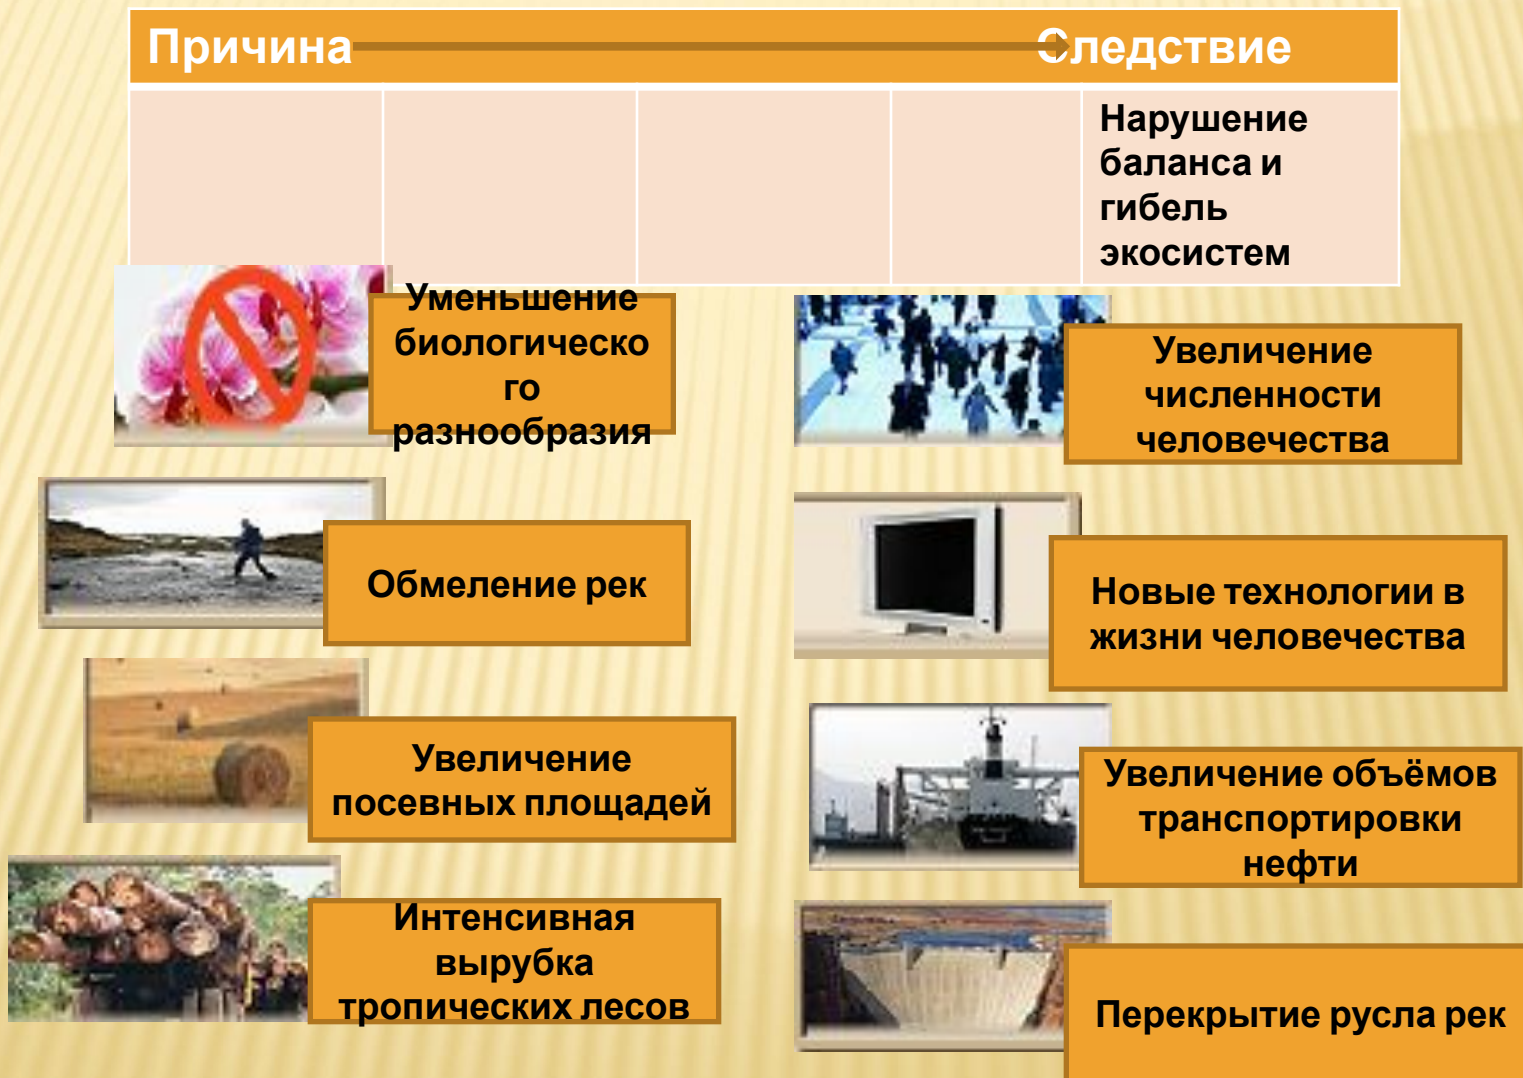 Причина Следствие
Нарушение
баланса и
гибель
экосистем
Уменьшение
биологическо
го
разнообразия
Увеличение
численности
человечества
Обмеление рек
Новые технологии в
жизни человечества
Увеличение
посевных площадей
Увеличение объёмов
транспортировки
нефти
Интенсивная
вырубка
тропических лесов
Перекрытие русла рек